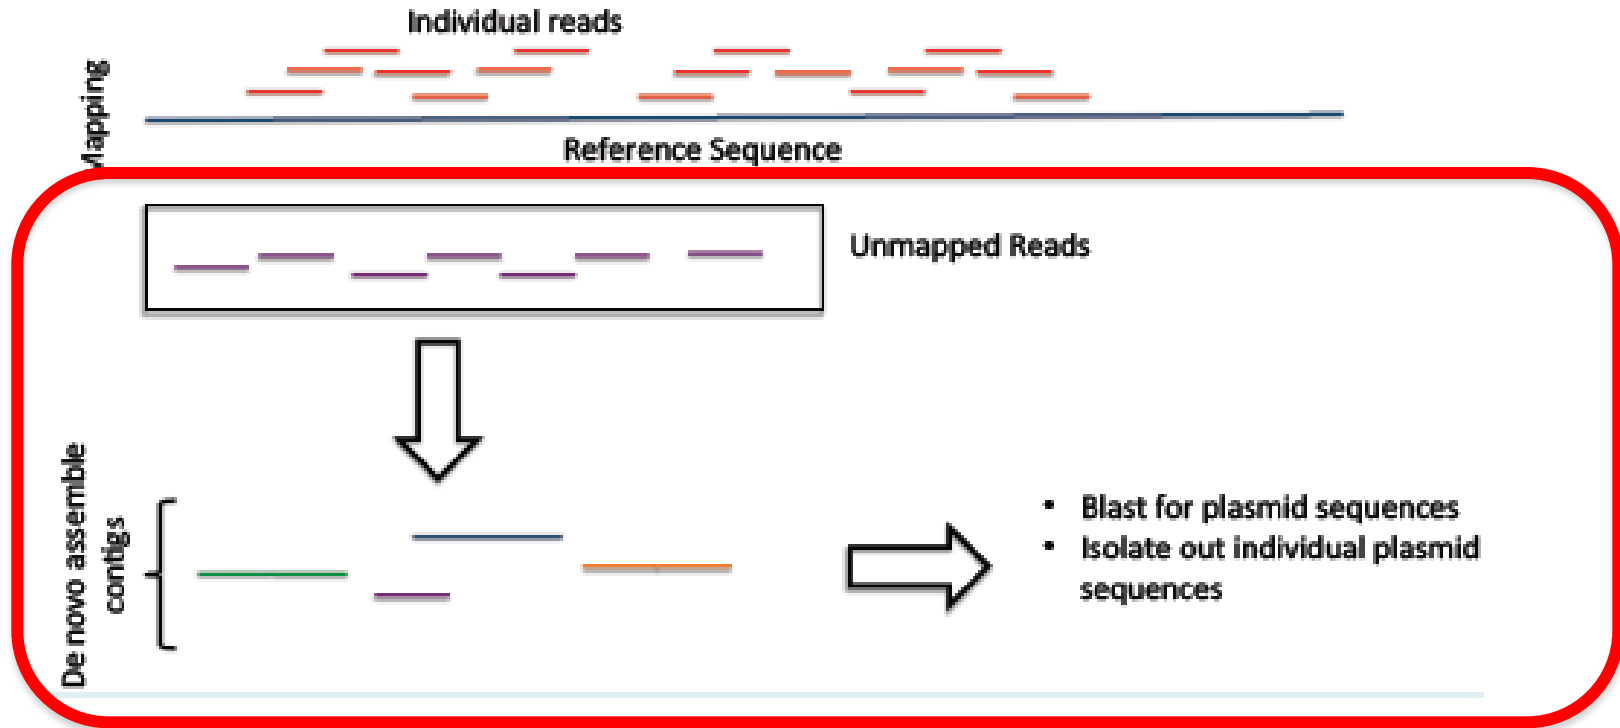 Individual reads
Mapping
Reference Sequence
Unmapped Reads
De novo assemble
contigs
• Blast for plasmid sequences
• Isolate out individual plasmid
sequences